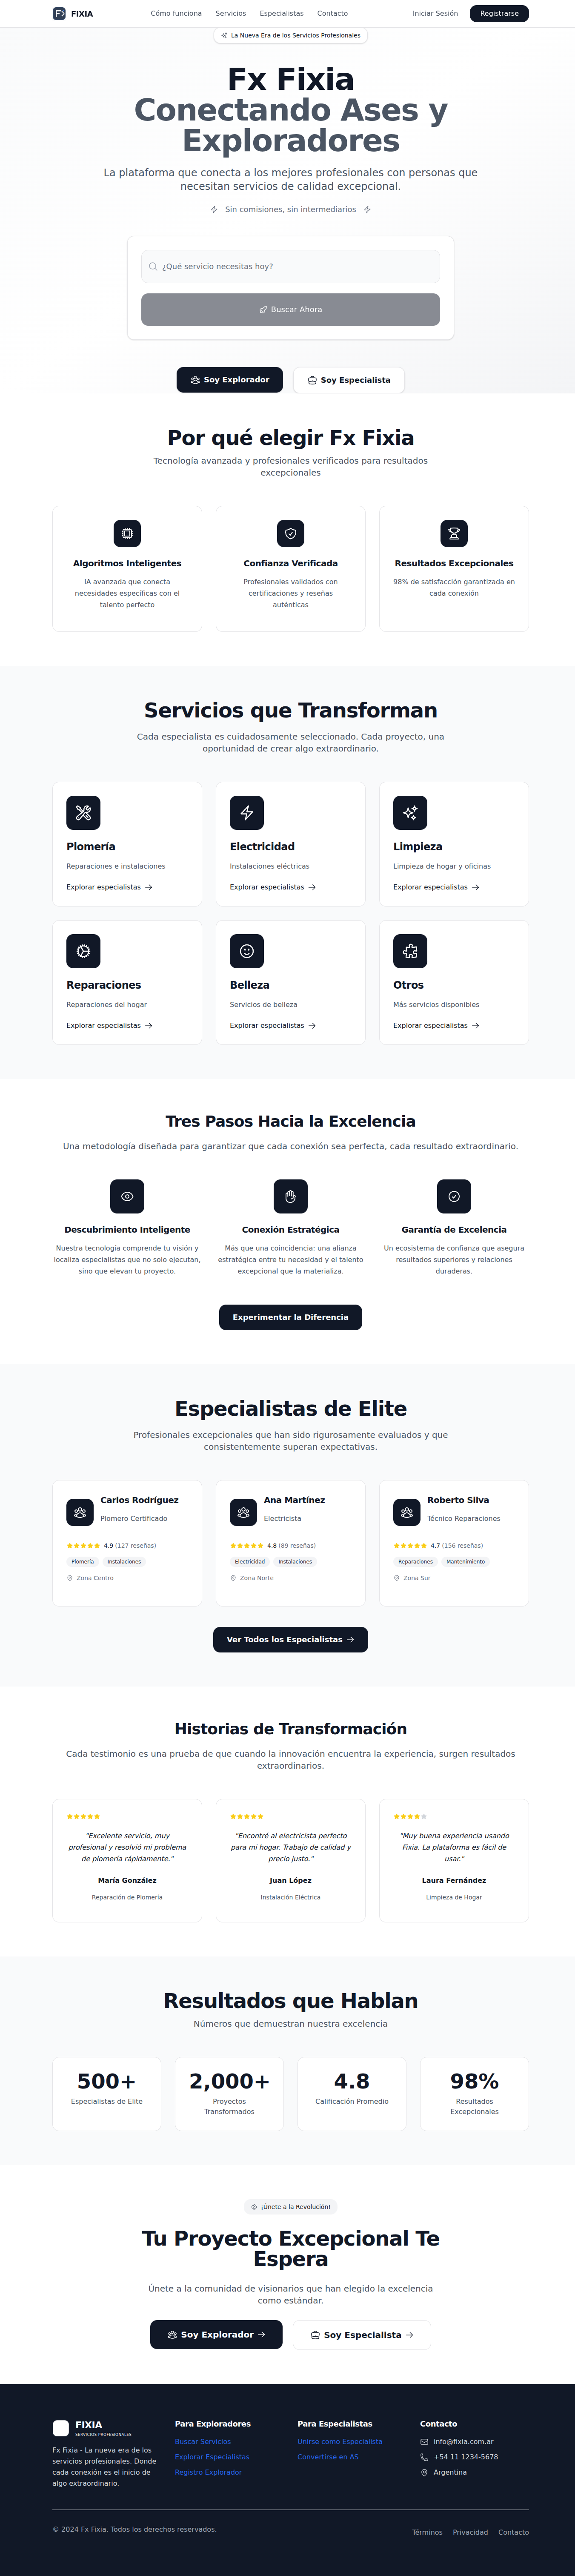 FIXIA
Cómo funciona
Servicios
Especialistas
Contacto
Iniciar Sesión
Registrarse
La Nueva Era de los Servicios Profesionales
Fx Fixia
Conectando Ases y
Exploradores
La plataforma que conecta a los mejores profesionales con personas que
necesitan servicios de calidad excepcional.
Sin comisiones, sin intermediarios
¿Qué servicio necesitas hoy?
Buscar Ahora
Soy Explorador
Soy Especialista
Por qué elegir Fx Fixia
Tecnología avanzada y profesionales verificados para resultados
excepcionales
Algoritmos Inteligentes
IA avanzada que conecta
necesidades específicas con el
talento perfecto
Confianza Verificada
Profesionales validados con
certificaciones y reseñas
auténticas
Resultados Excepcionales
98% de satisfacción garantizada en
cada conexión
Servicios que Transforman
Cada especialista es cuidadosamente seleccionado. Cada proyecto, una
oportunidad de crear algo extraordinario.
Plomería
Reparaciones e instalaciones
Explorar especialistas
Electricidad
Instalaciones eléctricas
Explorar especialistas
Limpieza
Limpieza de hogar y oficinas
Explorar especialistas
Reparaciones
Reparaciones del hogar
Explorar especialistas
Belleza
Servicios de belleza
Explorar especialistas
Otros
Más servicios disponibles
Explorar especialistas
Tres Pasos Hacia la Excelencia
Una metodología diseñada para garantizar que cada conexión sea perfecta, cada resultado extraordinario.
Descubrimiento Inteligente
Nuestra tecnología comprende tu visión y
localiza especialistas que no solo ejecutan,
sino que elevan tu proyecto.
Conexión Estratégica
Más que una coincidencia: una alianza
estratégica entre tu necesidad y el talento
excepcional que la materializa.
Garantía de Excelencia
Un ecosistema de confianza que asegura
resultados superiores y relaciones
duraderas.
Experimentar la Diferencia
Especialistas de Elite
Profesionales excepcionales que han sido rigurosamente evaluados y que
consistentemente superan expectativas.
Carlos Rodríguez
Plomero Certificado
4.9 (127 reseñas)
Plomería
Instalaciones
Zona Centro
Ana Martínez
Electricista
4.8 (89 reseñas)
Electricidad
Instalaciones
Zona Norte
Roberto Silva
Técnico Reparaciones
4.7 (156 reseñas)
Reparaciones
Mantenimiento
Zona Sur
Ver Todos los Especialistas
Historias de Transformación
Cada testimonio es una prueba de que cuando la innovación encuentra la experiencia, surgen resultados
extraordinarios.
"Excelente servicio, muy
profesional y resolvió mi problema
de plomería rápidamente."
María González
Reparación de Plomería
"Encontré al electricista perfecto
para mi hogar. Trabajo de calidad y
precio justo."
Juan López
Instalación Eléctrica
"Muy buena experiencia usando
Fixia. La plataforma es fácil de
usar."
Laura Fernández
Limpieza de Hogar
Resultados que Hablan
Números que demuestran nuestra excelencia
500+
Especialistas de Elite
2,000+
Proyectos
Transformados
4.8
Calificación Promedio
98%
Resultados
Excepcionales
¡Únete a la Revolución!
Tu Proyecto Excepcional Te
Espera
Únete a la comunidad de visionarios que han elegido la excelencia
como estándar.
Soy Explorador
Soy Especialista
FIXIA
SERVICIOS PROFESIONALES
Fx Fixia - La nueva era de los
servicios profesionales. Donde
cada conexión es el inicio de
algo extraordinario.
Para Exploradores
Buscar Servicios
Explorar Especialistas
Registro Explorador
Para Especialistas
Unirse como Especialista
Convertirse en AS
Contacto
info@fixia.com.ar
+54 11 1234-5678
Argentina
© 2024 Fx Fixia. Todos los derechos reservados.
Términos
Privacidad
Contacto